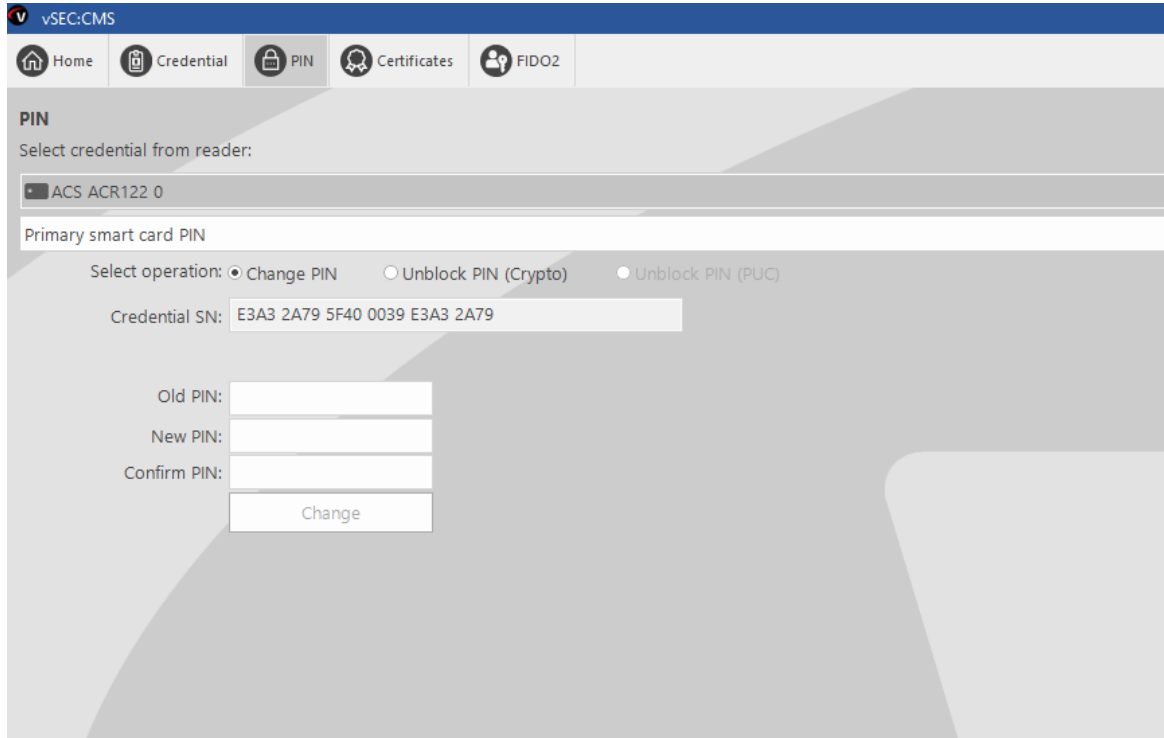 vSEC:CMS
Home Credential PIN Certificates FIDO2
PIN
Select credential from reader:
ACS ACR122 0
Primary smart card PIN
Select operation: Change PIN Unblock PIN (Crypto) Unblock PIN (PUC)
Credential SN: E3A3 2A79 5F40 0039 E3A3 2A79
Old PIN:
New PIN:
Confirm PIN:
Change